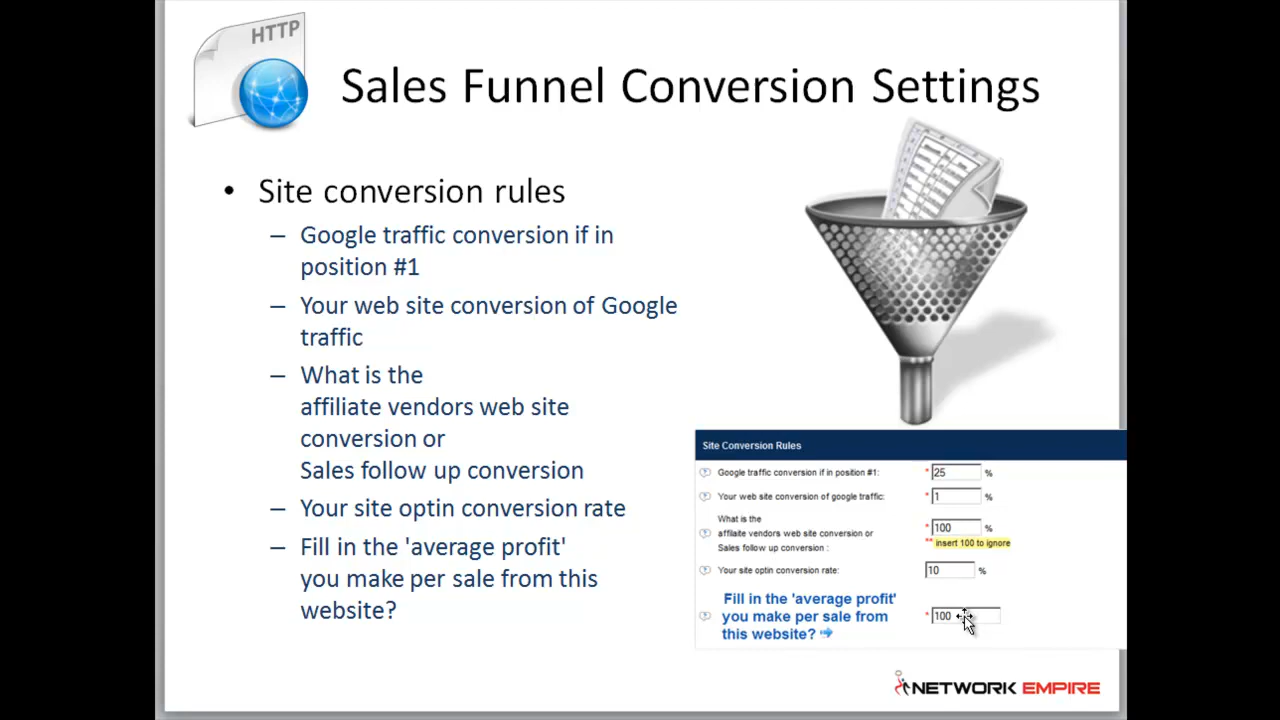 HTTP
Sales Funnel Conversion Settings
• Site conversion rules
– Google traffic conversion if in
position #1
– Your web site conversion of Google
traffic
– What is the
affiliate vendors web site
conversion or
Sales follow up conversion
– Your site optin conversion rate
– Fill in the 'average profit'
you make per sale from this
website?
Site Conversion Rules
Google traffic conversion if in position #1: * 25 %
Your web site conversion of google traffic: * 1 %
What is the
affilaite vendors web site conversion or * 100 %
Sales follow up conversion : ** insert 100 to ignore
Your site optin conversion rate: 10 %
Fill in the 'average profit'
you make per sale from * 100
this website?
NETWORK EMPIRE